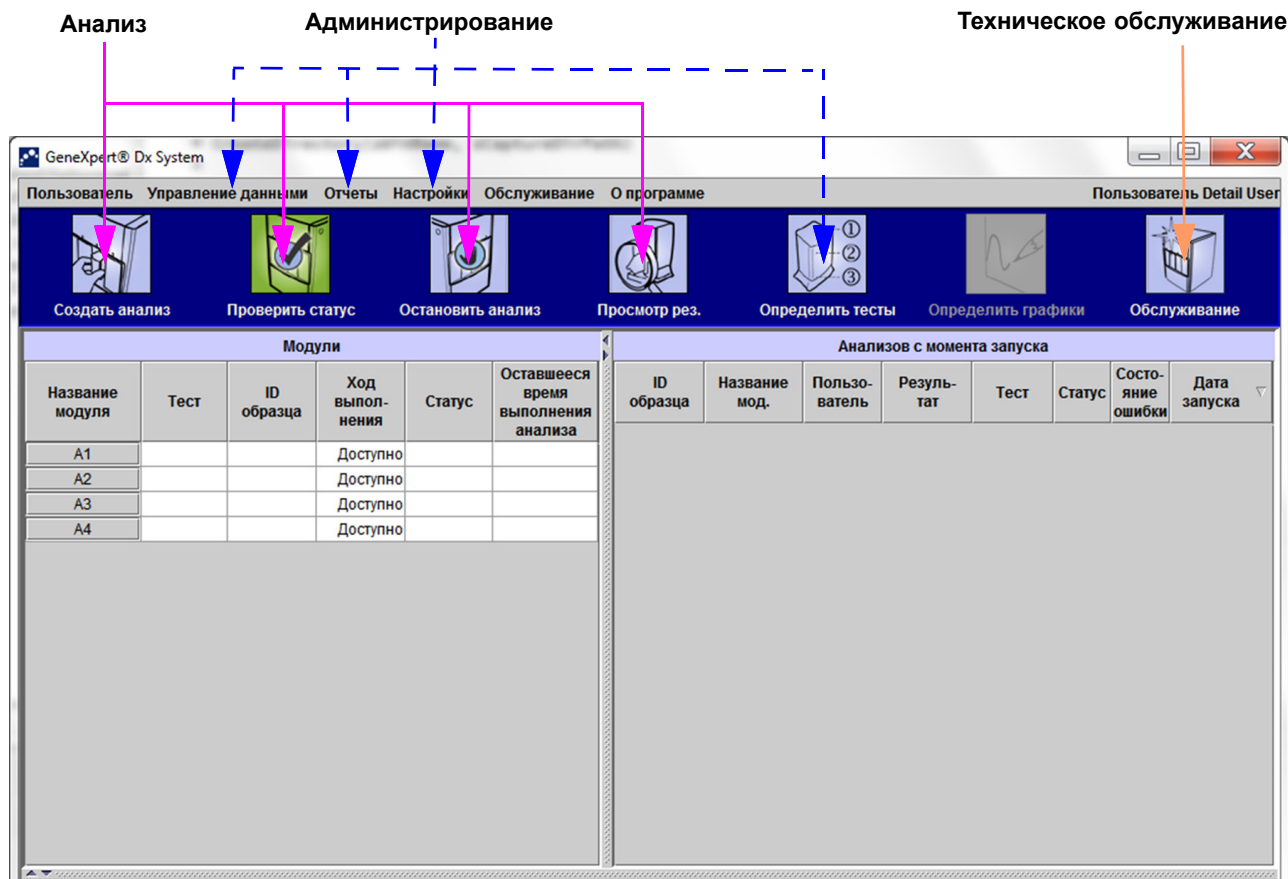 Анализ Администрирование Техническое обслуживание
GeneXpert® Dx System
Пользователь Управление данными Отчеты Настройки Обслуживание О программе Пользователь Detail User
①
②
③
Создать анализ Проверить статус Остановить анализ Просмотр рез. Определить тесты Определить графики Обслуживание
Модули
Анализов с момента запуска
Название
модуля
Тест
ID
образца
Ход
выпол-
нения
Статус
Оставшееся
время
выполнения
анализа
ID
образца
Название
мод.
Пользо-
ватель
Резуль-
тат
Тест
Статус
Состо-
яние
ошибки
Дата
запуска
A1 Доступно
A2 Доступно
A3 Доступно
A4 Доступно